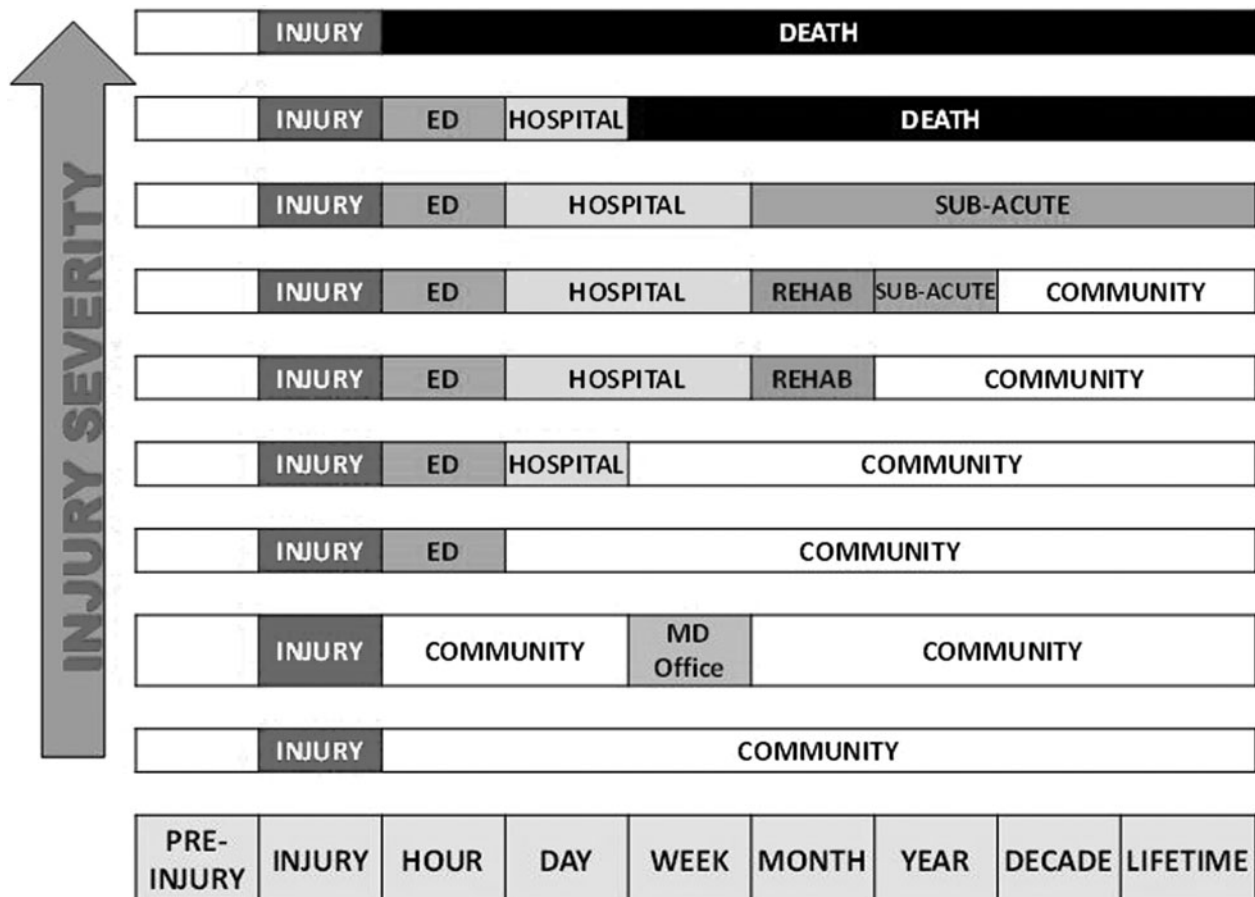 INJURY SEVERITY
INJURY DEATH
INJURY ED HOSPITAL DEATH
INJURY ED HOSPITAL SUB-ACUTE
INJURY ED HOSPITAL REHAB SUB-ACUTE COMMUNITY
INJURY ED HOSPITAL REHAB COMMUNITY
INJURY ED HOSPITAL COMMUNITY
INJURY ED COMMUNITY
INJURY COMMUNITY MD Office COMMUNITY
INJURY COMMUNITY
PRE-INJURY INJURY HOUR DAY WEEK MONTH YEAR DECADE LIFETIME